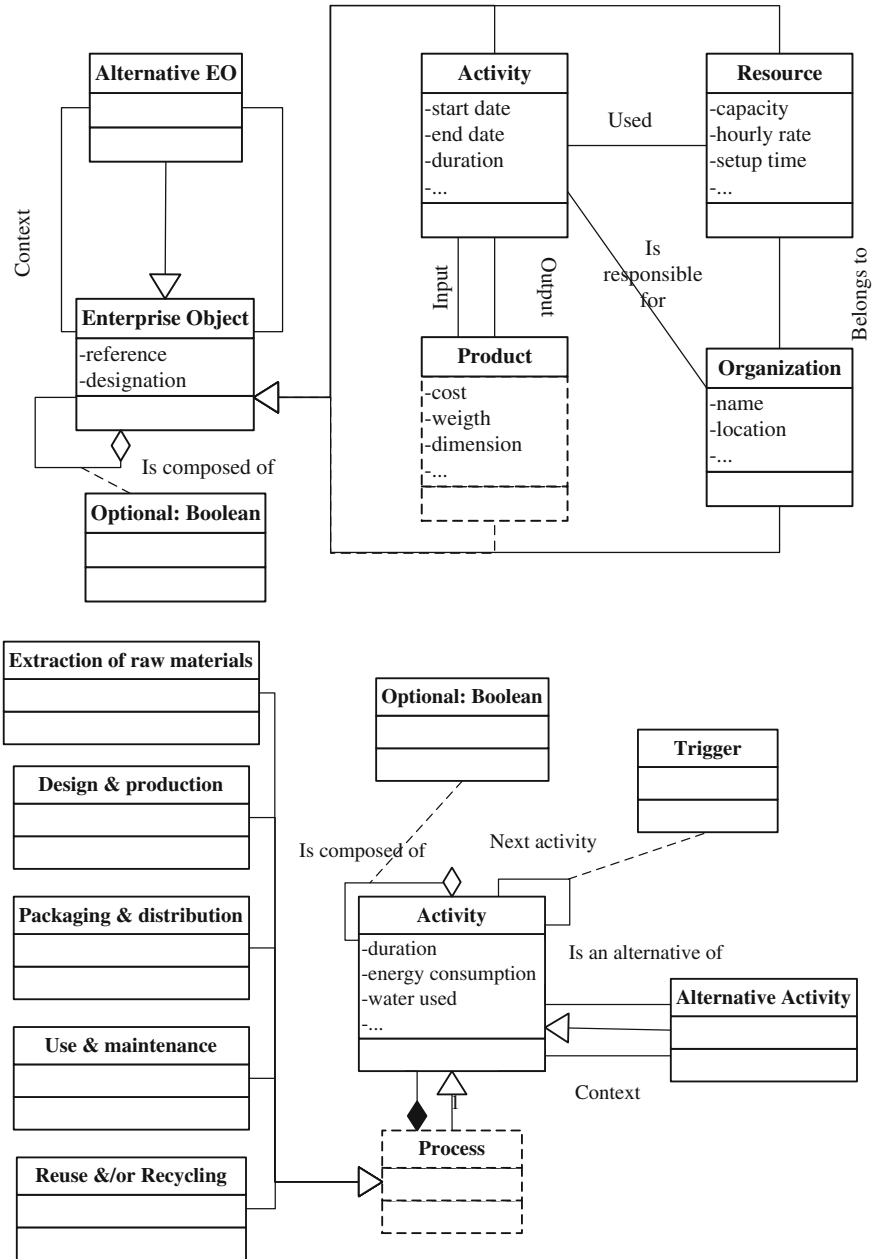 Alternative EO
Context
Enterprise Object
-reference
-designation
Is composed of
Optional: Boolean
Activity
-start date
-end date
-duration
-...
Used
Resource
-capacity
-hourly rate
-setup time
-...
Input
Output
Is
responsible
for
Belongs to
Product
-cost
-weigth
-dimension
-...
Organization
-name
-location
-...
Extraction of raw materials
Design & production
Packaging & distribution
Use & maintenance
Reuse &/or Recycling
Optional: Boolean
Trigger
Is composed of
Next activity
Activity
-duration
-energy consumption
-water used
-...
Is an alternative of
Alternative Activity
Context
1
Process